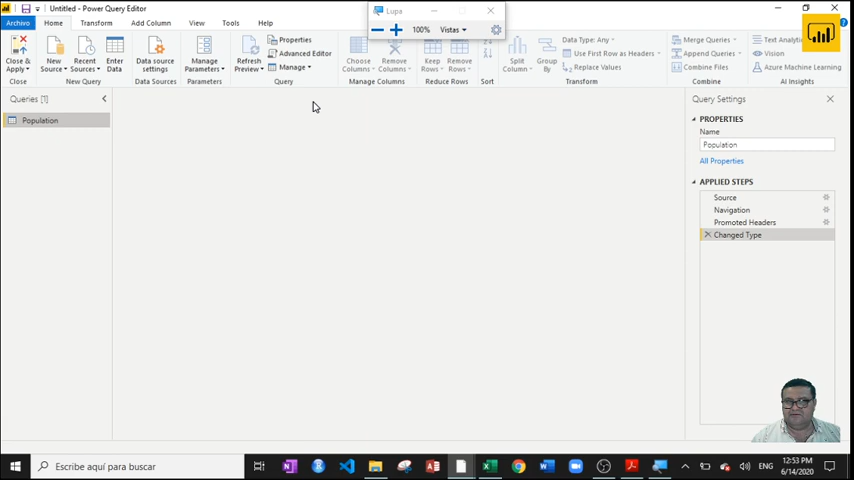 Untitled - Power Query Editor
Lupa
Archivo Home Transform Add Column View Tools Help
100% Vistas
Close & Apply
New Source
Recent Sources
Enter Data
Data source settings
Manage Parameters
Refresh Preview
Properties
Advanced Editor
Manage
Choose Columns
Remove Columns
Keep Rows
Remove Rows
Split Column
Group By
Data Type: Any
Use First Row as Headers
Replace Values
Merge Queries
Append Queries
Combine Files
Text Analytic
Vision
Azure Machine Learning
Close
New Query
Data Sources
Parameters
Query
Manage Columns
Reduce Rows
Sort
Transform
Combine
AI Insights
Queries [1]
Population
Query Settings
PROPERTIES
Name
Population
All Properties
APPLIED STEPS
Source
Navigation
Promoted Headers
Changed Type
Escribe aquí para buscar
ENG
12:53 PM
6/14/2020